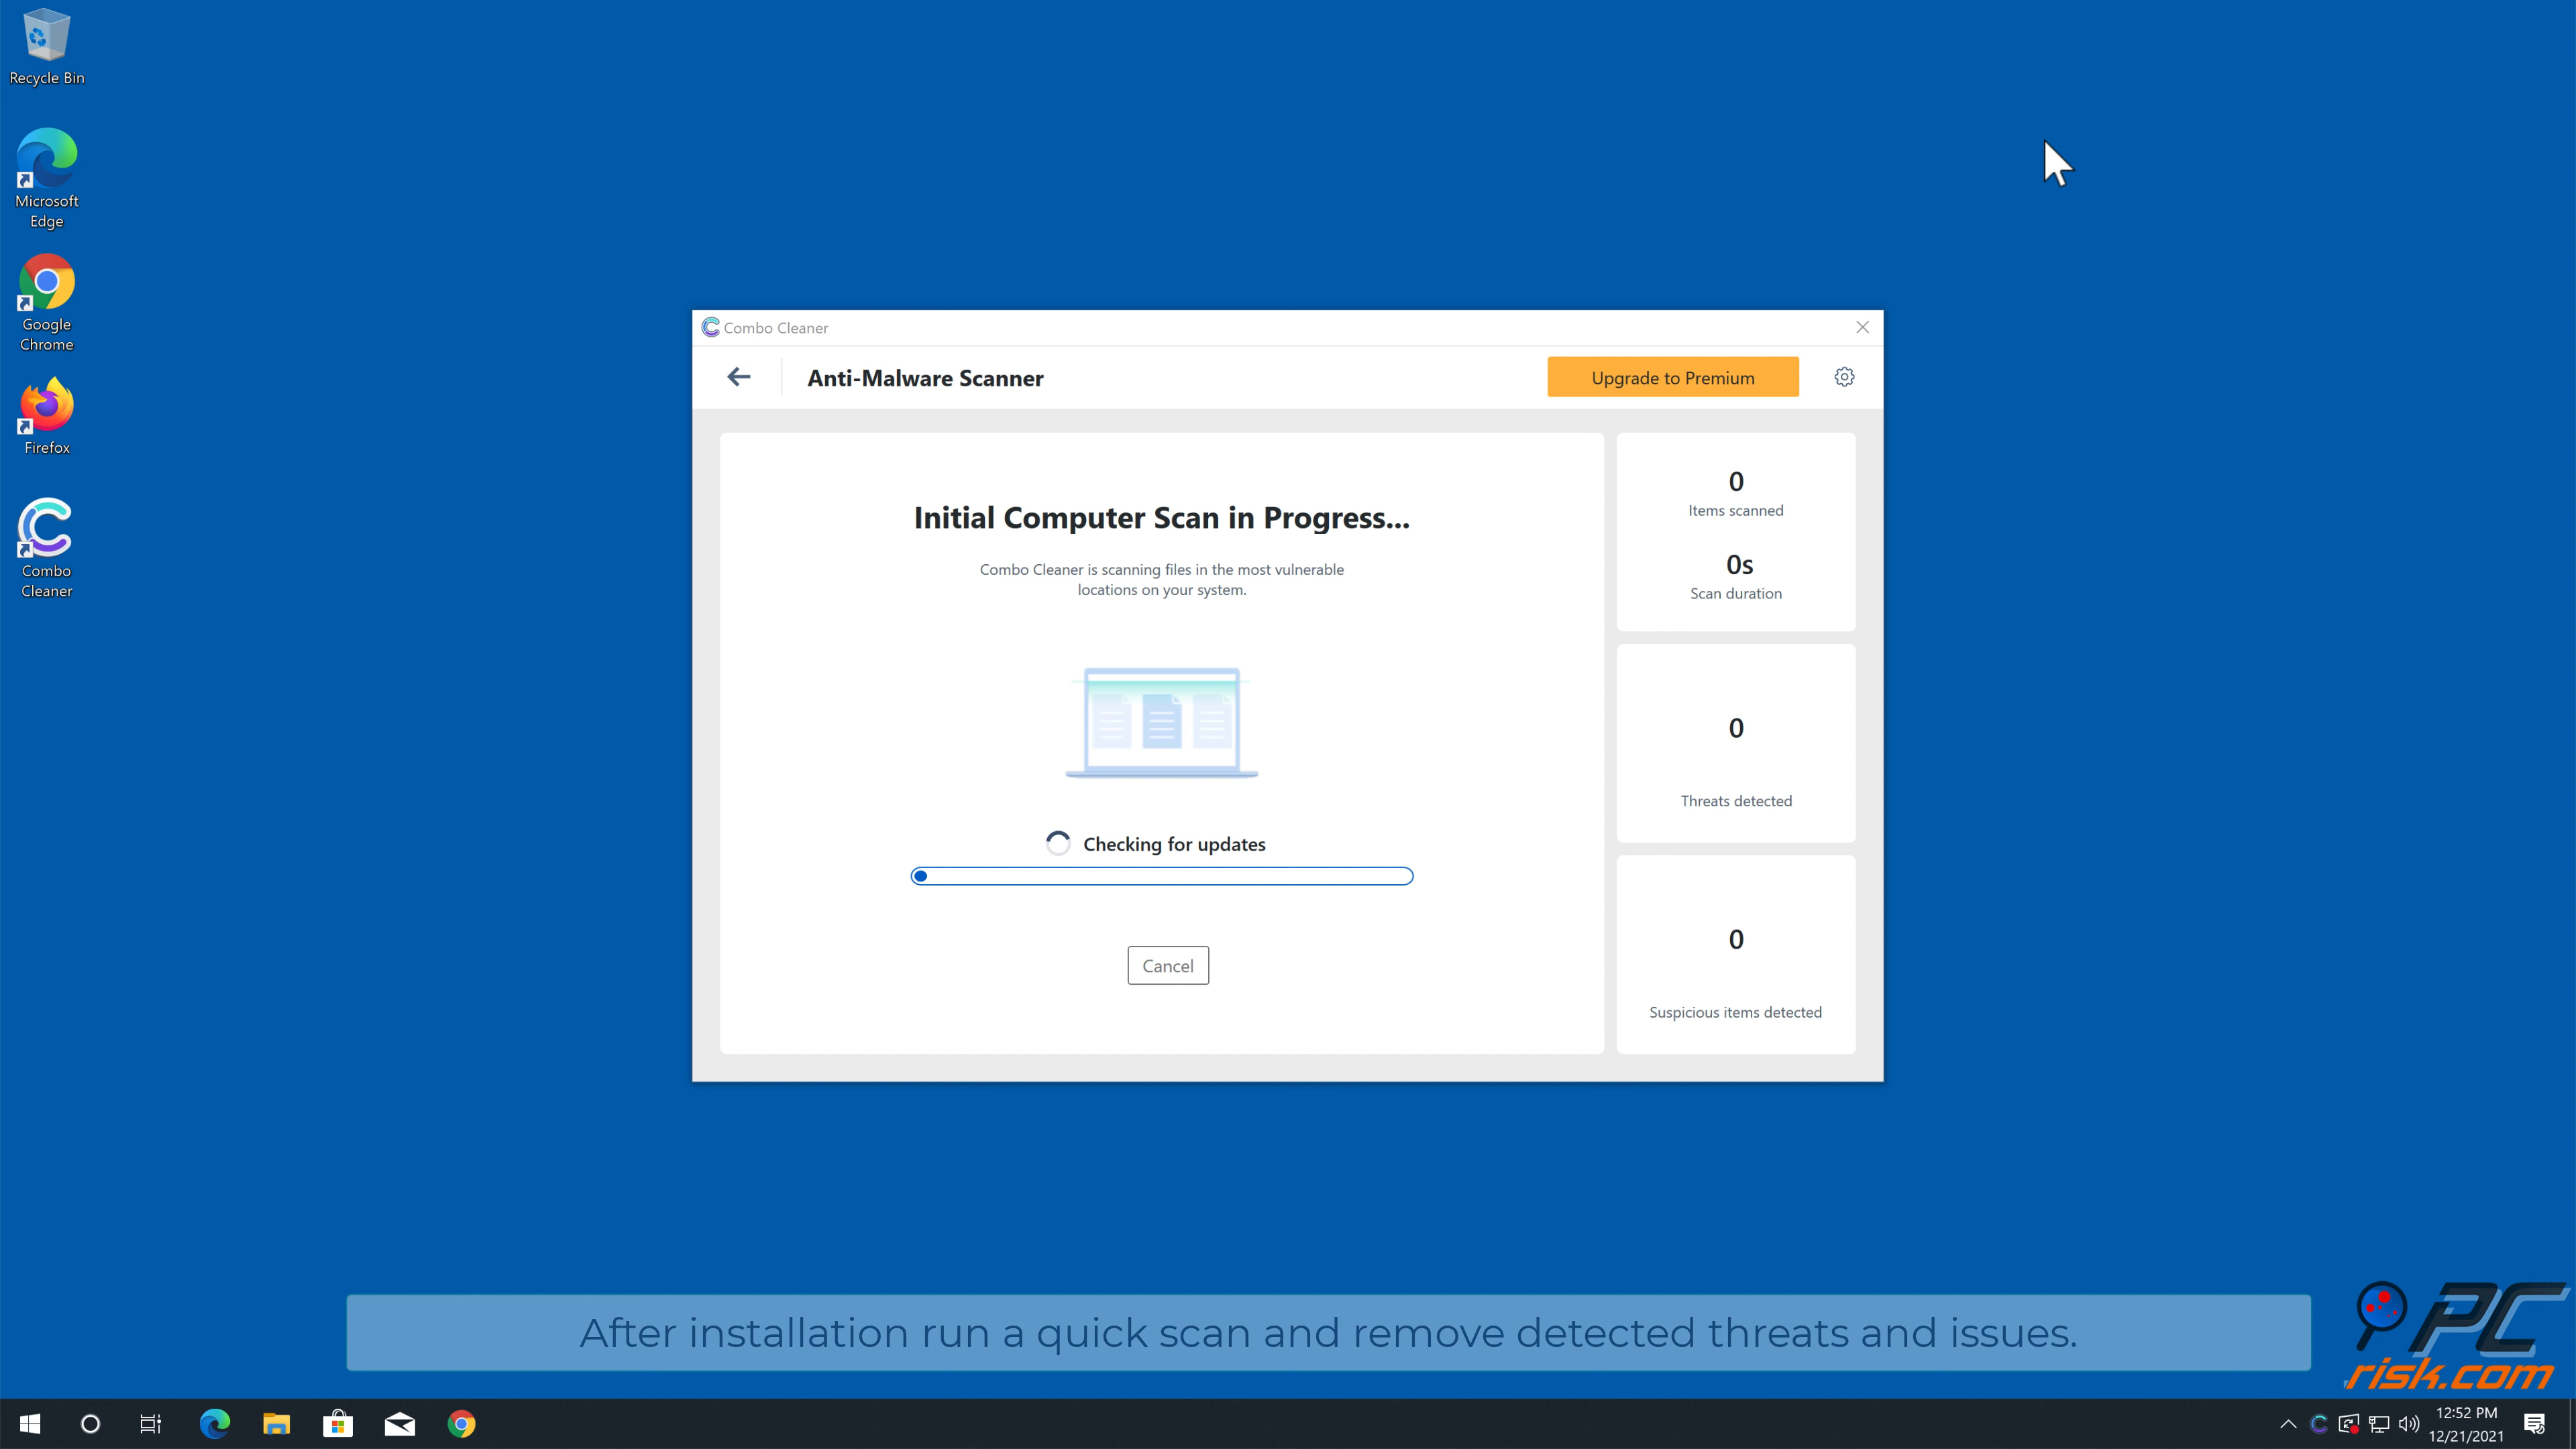 Recycle Bin
Microsoft
Edge
Google
Chrome
Firefox
Combo
Cleaner
Combo Cleaner
Anti-Malware Scanner
Upgrade to Premium
Initial Computer Scan in Progress...
Combo Cleaner is scanning files in the most vulnerable
locations on your system.
Checking for updates
Cancel
0
Items scanned
0s
Scan duration
0
Threats detected
0
Suspicious items detected
After installation run a quick scan and remove detected threats and issues.
PC
risk.com
12:52 PM
12/21/2021